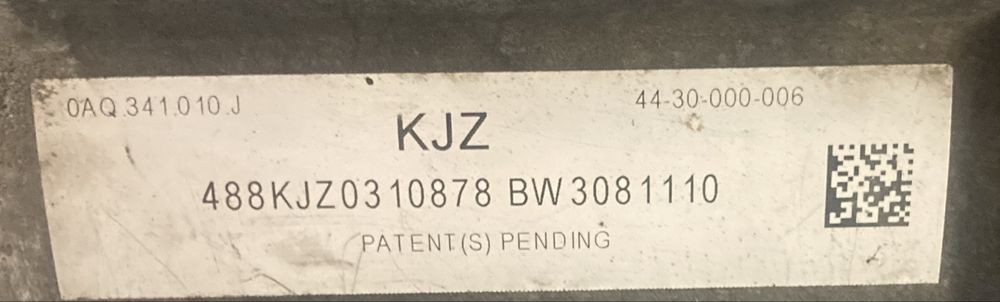 0AQ.341.010.J
44-30-000-006
KJZ
488KJZ0310878 BW3081110
PATENT(S) PENDING